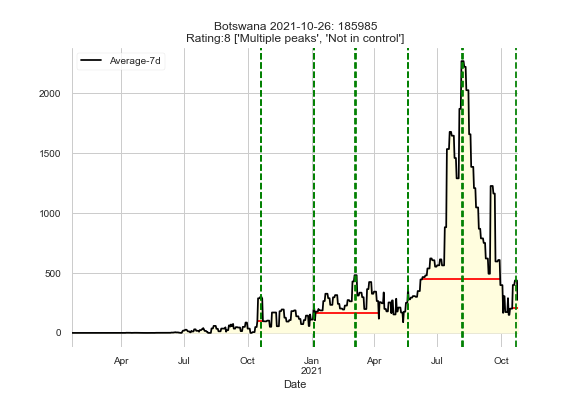 Botswana 2021-10-26: 185985
Rating:8 ['Multiple peaks', 'Not in control']
Average-7d
2000
1500
1000
500
0
Apr Jul Oct Jan Apr Jul Oct
2021
Date